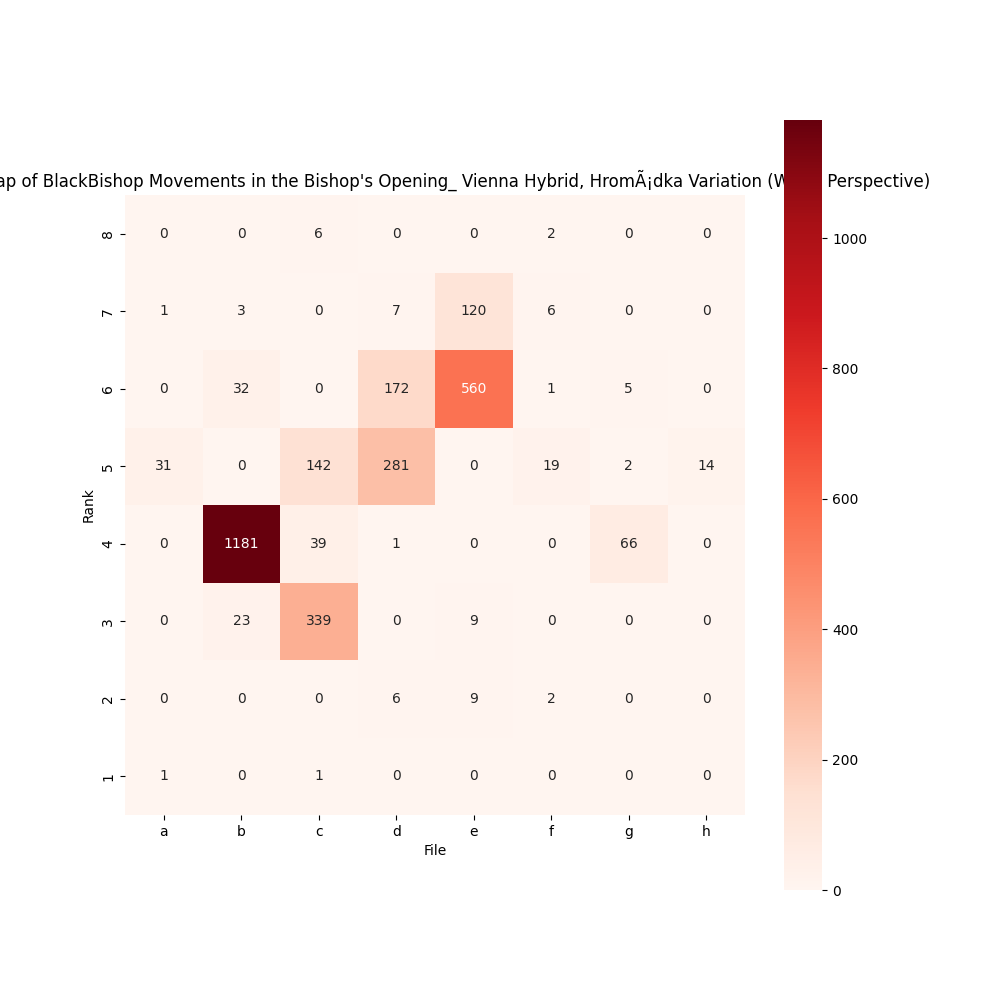 ap of BlackBishop Movements in the Bishop's Opening_ Vienna Hybrid, HromÃ¡dka Variation (W Perspective)
8 0 0 6 0 0 2 0 0
7 1 3 0 7 120 6 0 0
6 0 32 0 172 560 1 5 0
5 31 0 142 281 0 19 2 14
4 0 1181 39 1 0 0 66 0
3 0 23 339 0 9 0 0 0
2 0 0 0 6 9 2 0 0
1 1 0 1 0 0 0 0 0
a b c d e f g h
File
Rank
1000
800
600
400
200
0